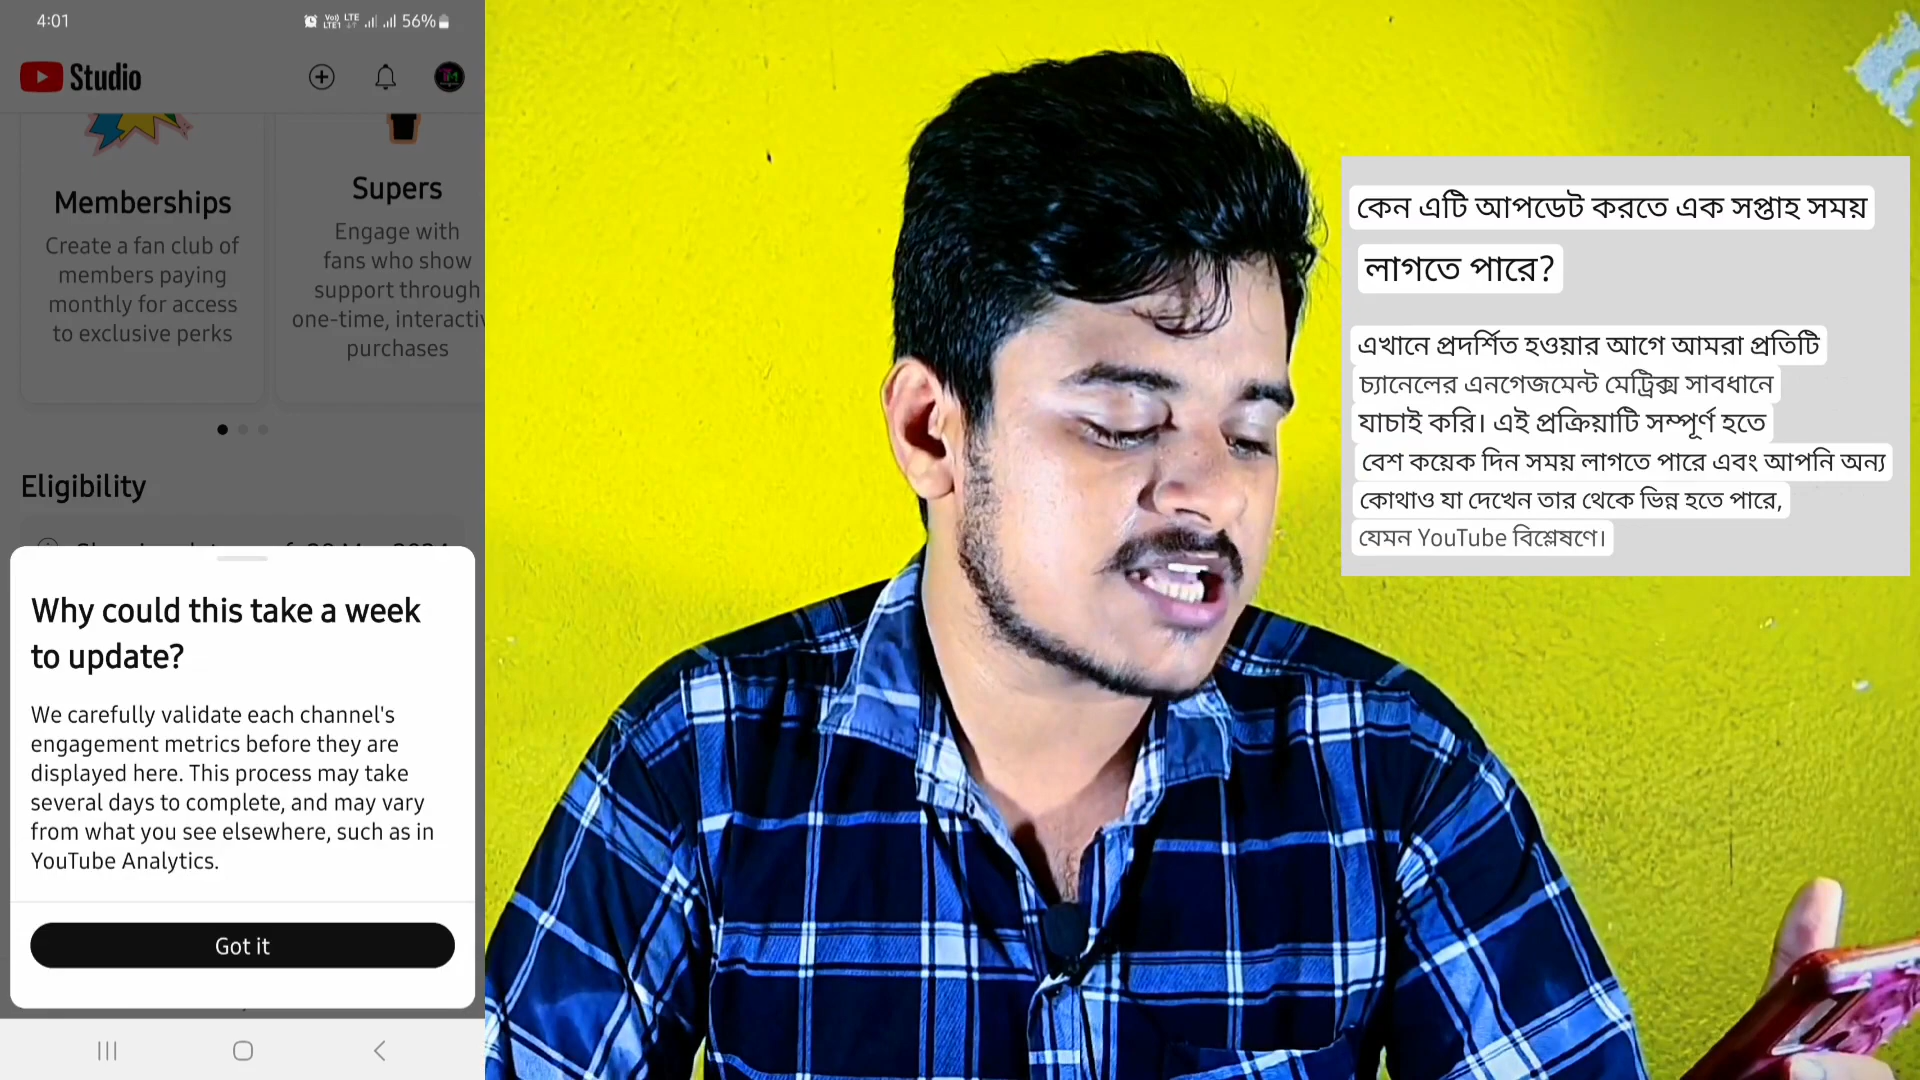 4:01
LTE
56%
Studio
Memberships
Create a fan club of
members paying
monthly for access
to exclusive perks
Supers
Engage with
fans who show
support through
one-time,
purchases
Eligibility
Why could this take a week
to update?
We carefully validate each channel's
engagement metrics before they are
displayed here. This process may take
several days to complete, and may vary
from what you see elsewhere, such as in
YouTube Analytics.
Got it
কেন এটি আপডেট করতে এক সপ্তাহ সময়
লাগতে পারে?
এখানে প্রদর্শিত হওয়ার আগে আমরা প্রতিটি
চ্যানেলের এনগেজমেন্ট মেট্রিক্স সাবধানে
যাচাই করি। এই প্রক্রিয়াটি সম্পূর্ণ হতে
বেশ কয়েক দিন সময় লাগতে পারে এবং আপনি অন্য
কোথাও যা দেখেন তার থেকে ভিন্ন হতে পারে,
যেমন YouTube বিশ্লেষণে।